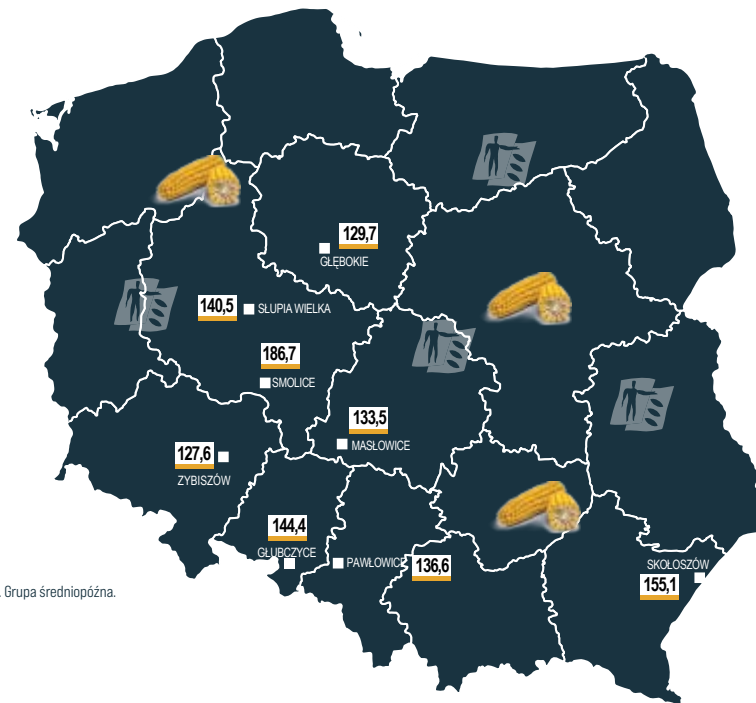 129,7
GŁĘBOKIE
140,5
SŁUPIA WIELKA
186,7
SMOLICE
133,5
MASŁOWICE
127,6
ZYBISZÓW
144,4
GŁUBCZYCE
PAWŁOWICE
136,6
SKOŁOSZÓW
155,1
. Grupa średniopóźna.